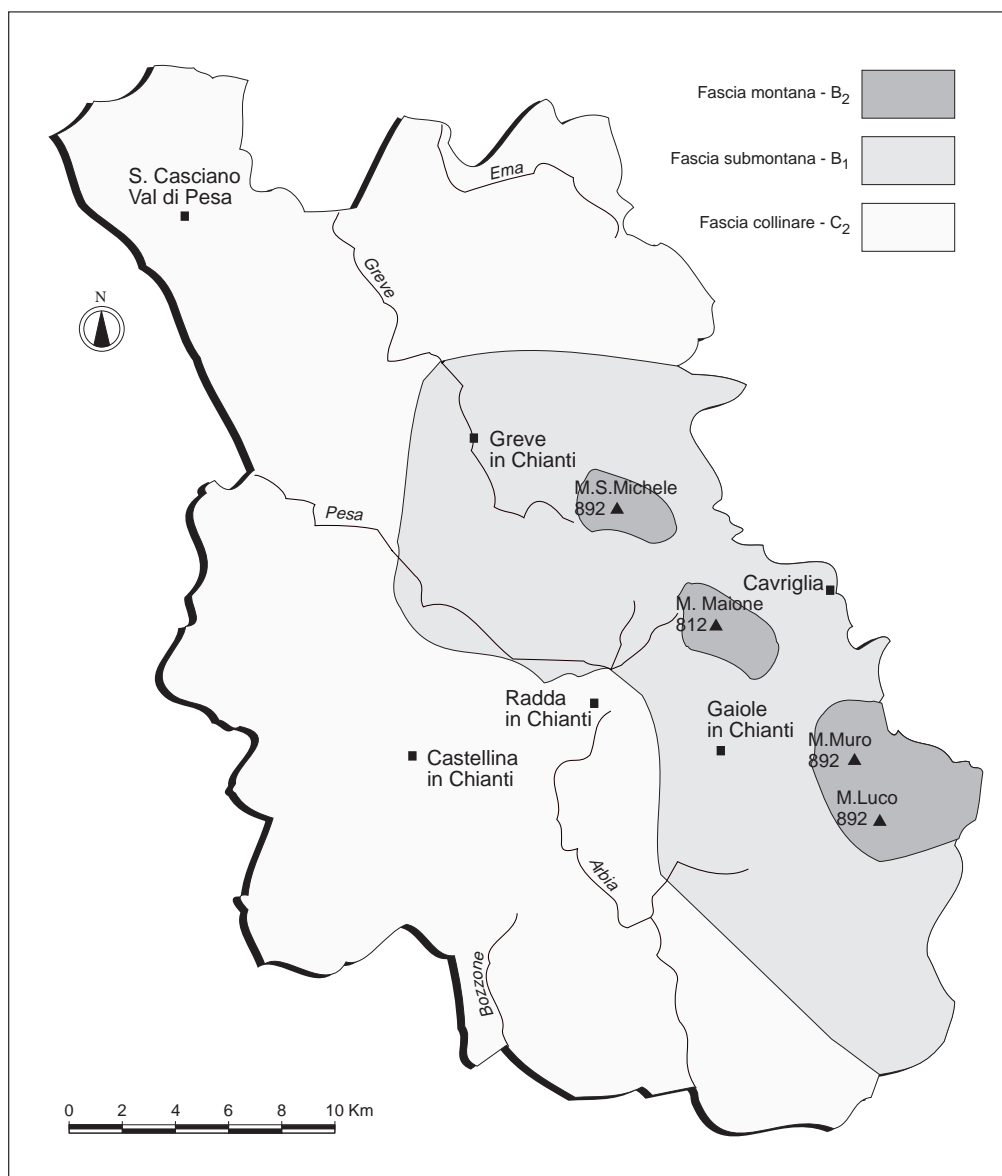 Fascia montana - B2
Fascia submontana - B1
Fascia collinare - C2
S. Casciano
Val di Pesa
Ema
Greve
N
Greve
in Chianti
M.S.Michele
892
Pesa
Cavriglia
M. Maione
812
Radda
in Chianti
Gaiole
in Chianti
M.Muro
892
Castellina
in Chianti
M.Luco
892
Arbia
Bozzone
0 2 4 6 8 10 Km